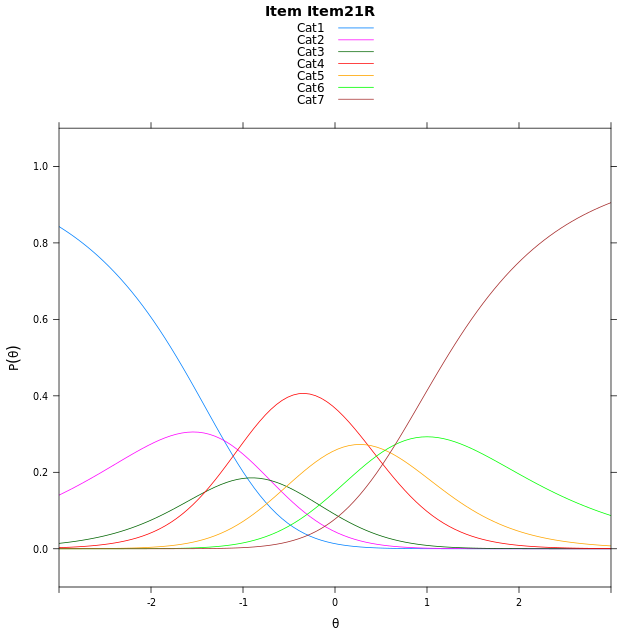 Item Item21R
Cat1
Cat2
Cat3
Cat4
Cat5
Cat6
Cat7
1.0
0.8
0.6
0.4
0.2
0.0
P(θ)
-2 -1 0 1 2
θ